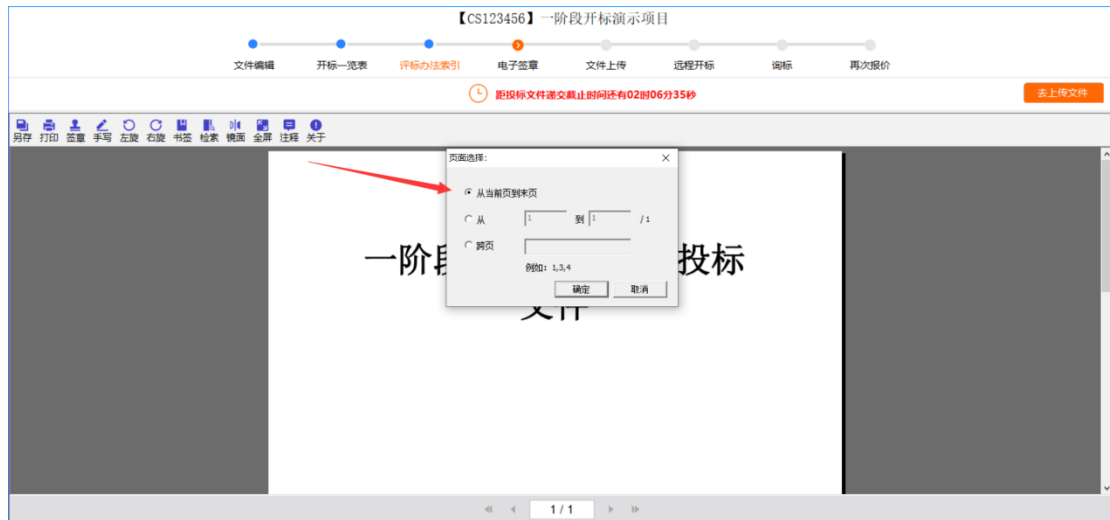 【CS123456】一阶段开标演示项目
文件编辑 开标一览表 评标办法索引 电子签章 文件上传 远程开标 询标 再次报价
距投标文件递交截止时间还有02时06分35秒 去上传文件
另存 打印 签章 手写 左旋 右旋 书签 检索 镜面 全屏 注释 关于
页面选择:
从当前页到末页
从 1 到 1 / 1
跨页
例如: 1,3,4
确定 取消
一阶段 投标
文件
1 / 1